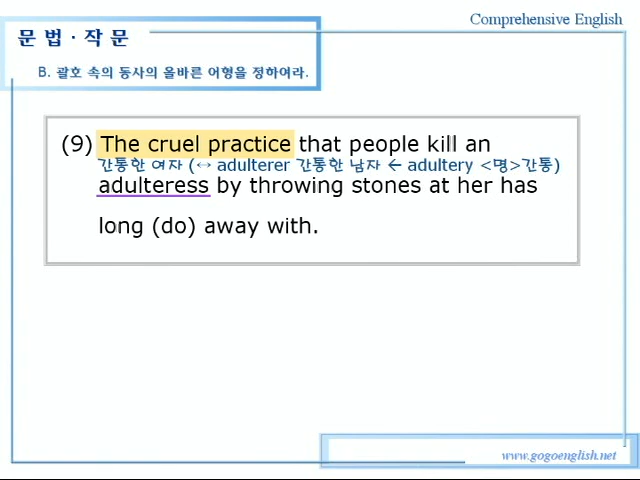 Comprehensive English
문 법 · 작 문
B. 괄호 속의 동사의 올바른 어형을 정하여라.
(9) The cruel practice that people kill an
간통한 여자 (↔ adulterer 간통한 남자 ← adultery <명>간통)
adulteress by throwing stones at her has
long (do) away with.
www.gogoenglish.net